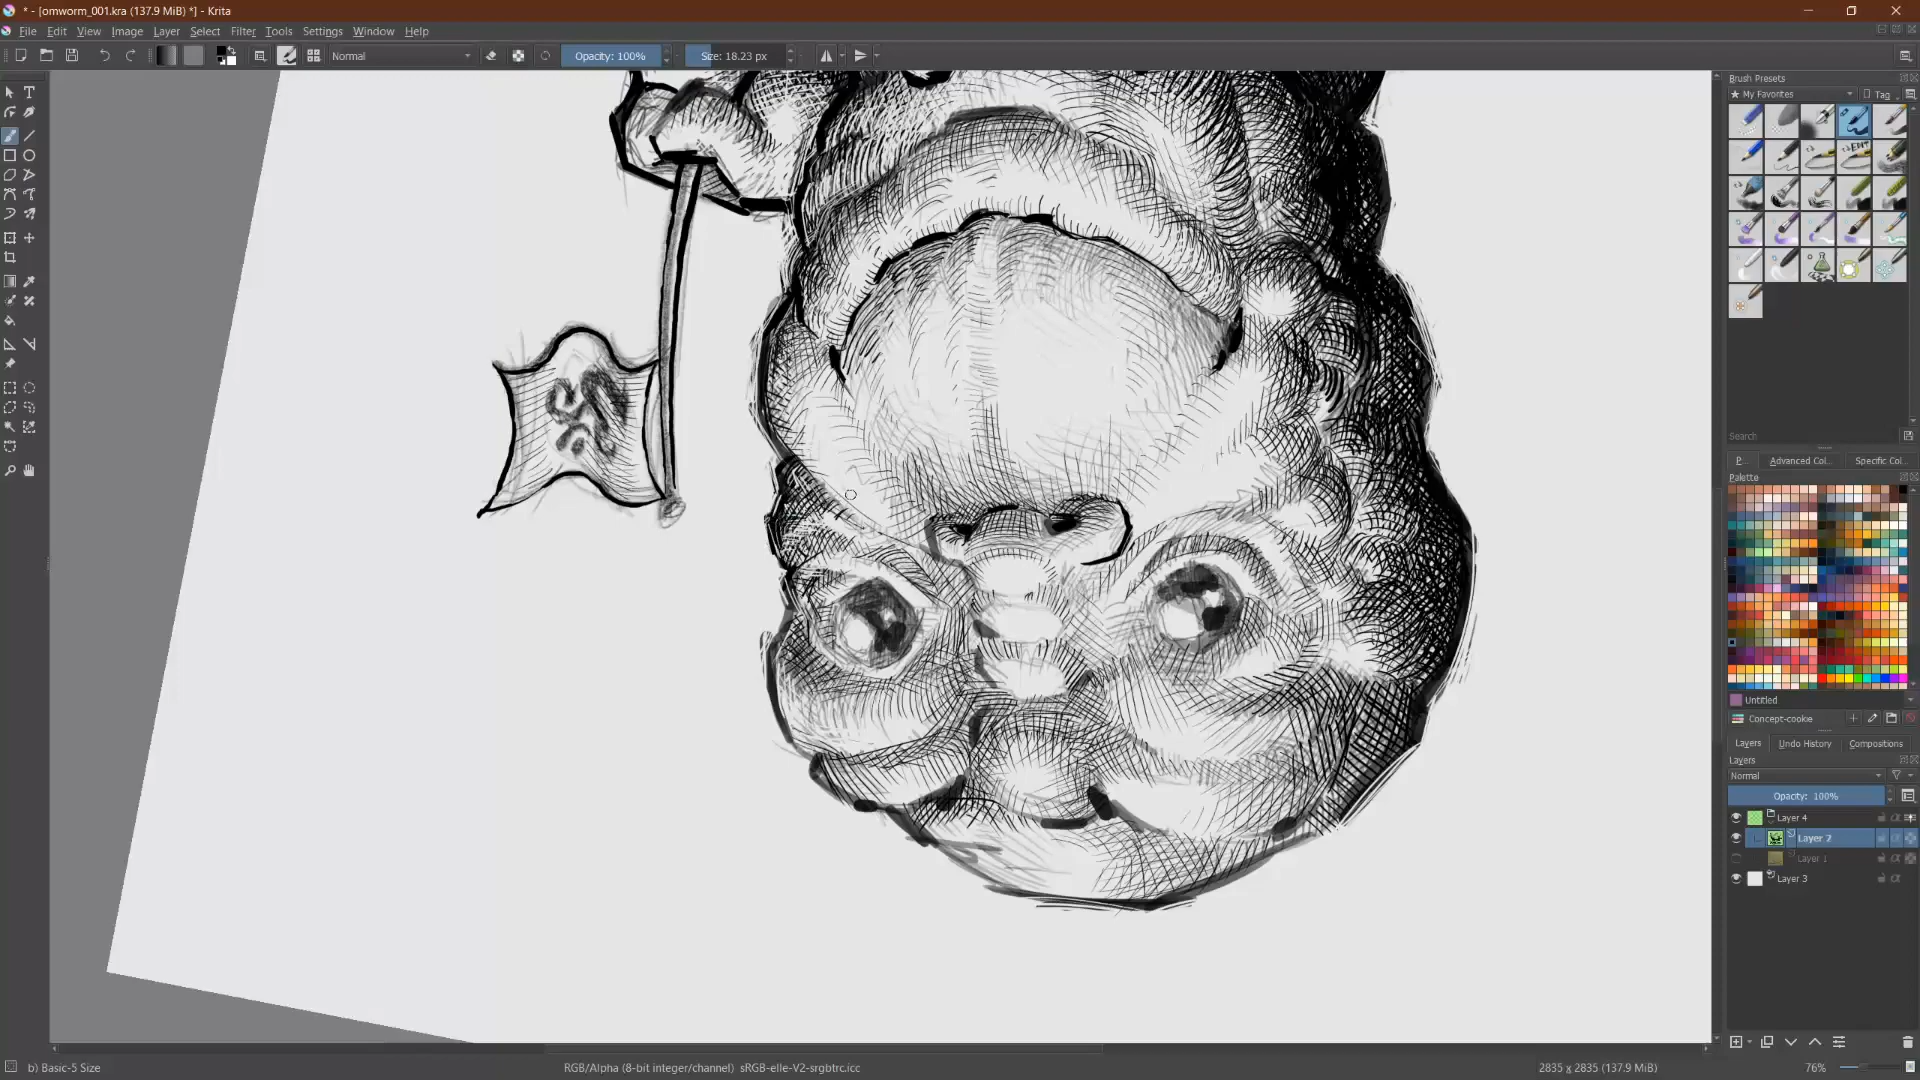 * - [omworm_001.kra (137.9 MiB) *] - Krita
File Edit View Image Layer Select Filter Tools Settings Window Help
Normal
Opacity: 100%
Size: 18.23 px
Brush Presets
My Favorites
Tag
Search
P...
Advanced Col...
Specific Col...
Palette
Untitled
Concept-cookie
Layers
Undo History
Compositions
Layers
Normal
Opacity: 100%
Layer 4
Layer 2
Layer 1
Layer 3
b) Basic-5 Size
RGB/Alpha (8-bit integer/channel) sRGB-elle-V2-srgbtrc.icc
2835 x 2835 (137.9 MiB)
76%